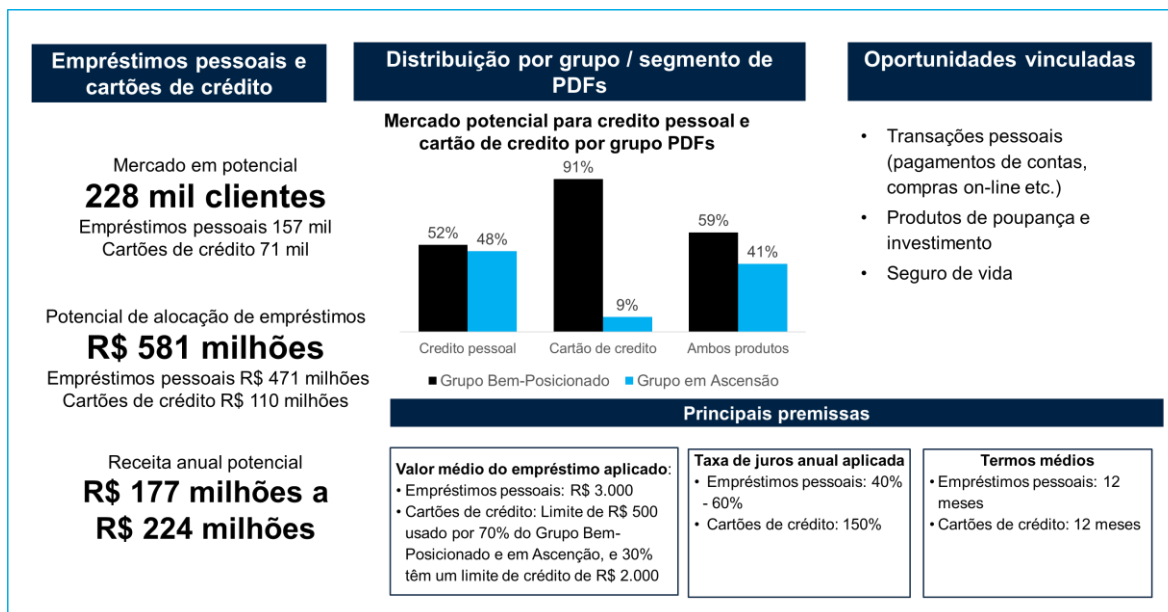 Empréstimos pessoais e
cartões de crédito
Mercado em potencial
228 mil clientes
Empréstimos pessoais 157 mil
Cartões de crédito 71 mil
Potencial de alocação de empréstimos
R$ 581 milhões
Empréstimos pessoais R$ 471 milhões
Cartões de crédito R$ 110 milhões
Receita anual potencial
R$ 177 milhões a
R$ 224 milhões
Distribuição por grupo / segmento de
PDFs
Mercado potencial para credito pessoal e
cartão de credito por grupo PDFs
91%
52%
48%
9%
59%
41%
Credito pessoal
Cartão de credito
Ambos produtos
Grupo Bem-Posicionado
Grupo em Ascensão
Oportunidades vinculadas
• Transações pessoais
(pagamentos de contas,
compras on-line etc.)
• Produtos de poupança e
investimento
• Seguro de vida
Principais premissas
Valor médio do empréstimo aplicado:
• Empréstimos pessoais: R$ 3.000
• Cartões de crédito: Limite de R$ 500
usado por 70% do Grupo Bem-
Posicionado e em Ascenção, e 30%
têm um limite de crédito de R$ 2.000
Taxa de juros anual aplicada
• Empréstimos pessoais: 40%
- 60%
• Cartões de crédito: 150%
Termos médios
• Empréstimos pessoais: 12
meses
• Cartões de crédito: 12 meses